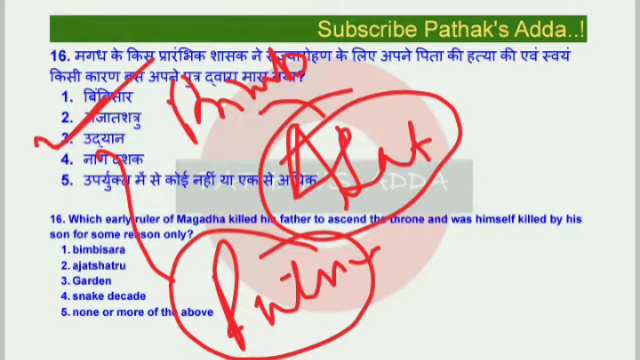 Subscribe Pathak's Adda..!
16. मगध के किस प्रारंभिक शासक ने राज्यारोहण के लिए अपने पिता की हत्या की एवं स्वयं
किसी कारण बस अपने पुत्र द्वारा मारा गया?
1. बिंबिसार
2. अजातशत्रु
3. उद्यान
4. नाग दशक
5. उपर्युक्त में से कोई नहीं या एक से अधिक
ADDA
16. Which early ruler of Magadha killed his father to ascend the throne and was himself killed by his
son for some reason only?
1. bimbisara
2. ajatshatru
3. Garden
4. snake decade
5. none or more of the above